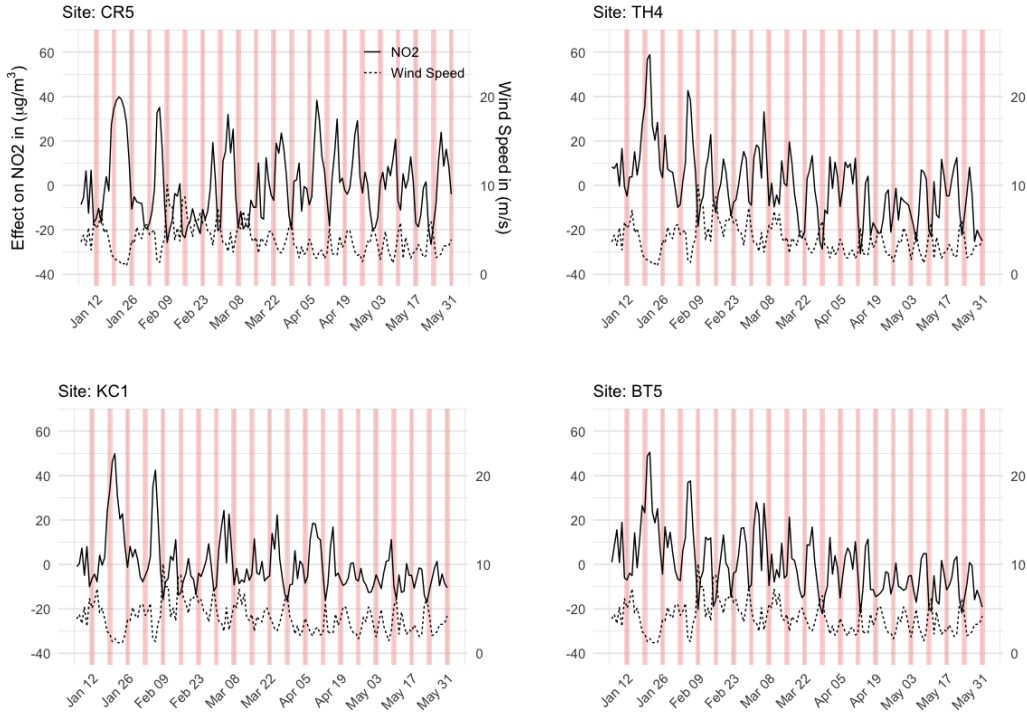 Site: CR5
Effect on NO2 in (μg/m³)
60
40
20
0
-20
-40
NO2
Wind Speed
20
10
0
Wind Speed in (m/s)
Jan 12
Jan 26
Feb 09
Feb 23
Mar 08
Mar 22
Apr 05
Apr 19
May 03
May 17
May 31
Site: TH4
60
40
20
0
-20
-40
20
10
0
Jan 12
Jan 26
Feb 09
Feb 23
Mar 08
Mar 22
Apr 05
Apr 19
May 03
May 17
May 31
Site: KC1
60
40
20
0
-20
-40
20
10
0
Jan 12
Jan 26
Feb 09
Feb 23
Mar 08
Mar 22
Apr 05
Apr 19
May 03
May 17
May 31
Site: BT5
60
40
20
0
-20
-40
20
10
0
Jan 12
Jan 26
Feb 09
Feb 23
Mar 08
Mar 22
Apr 05
Apr 19
May 03
May 17
May 31